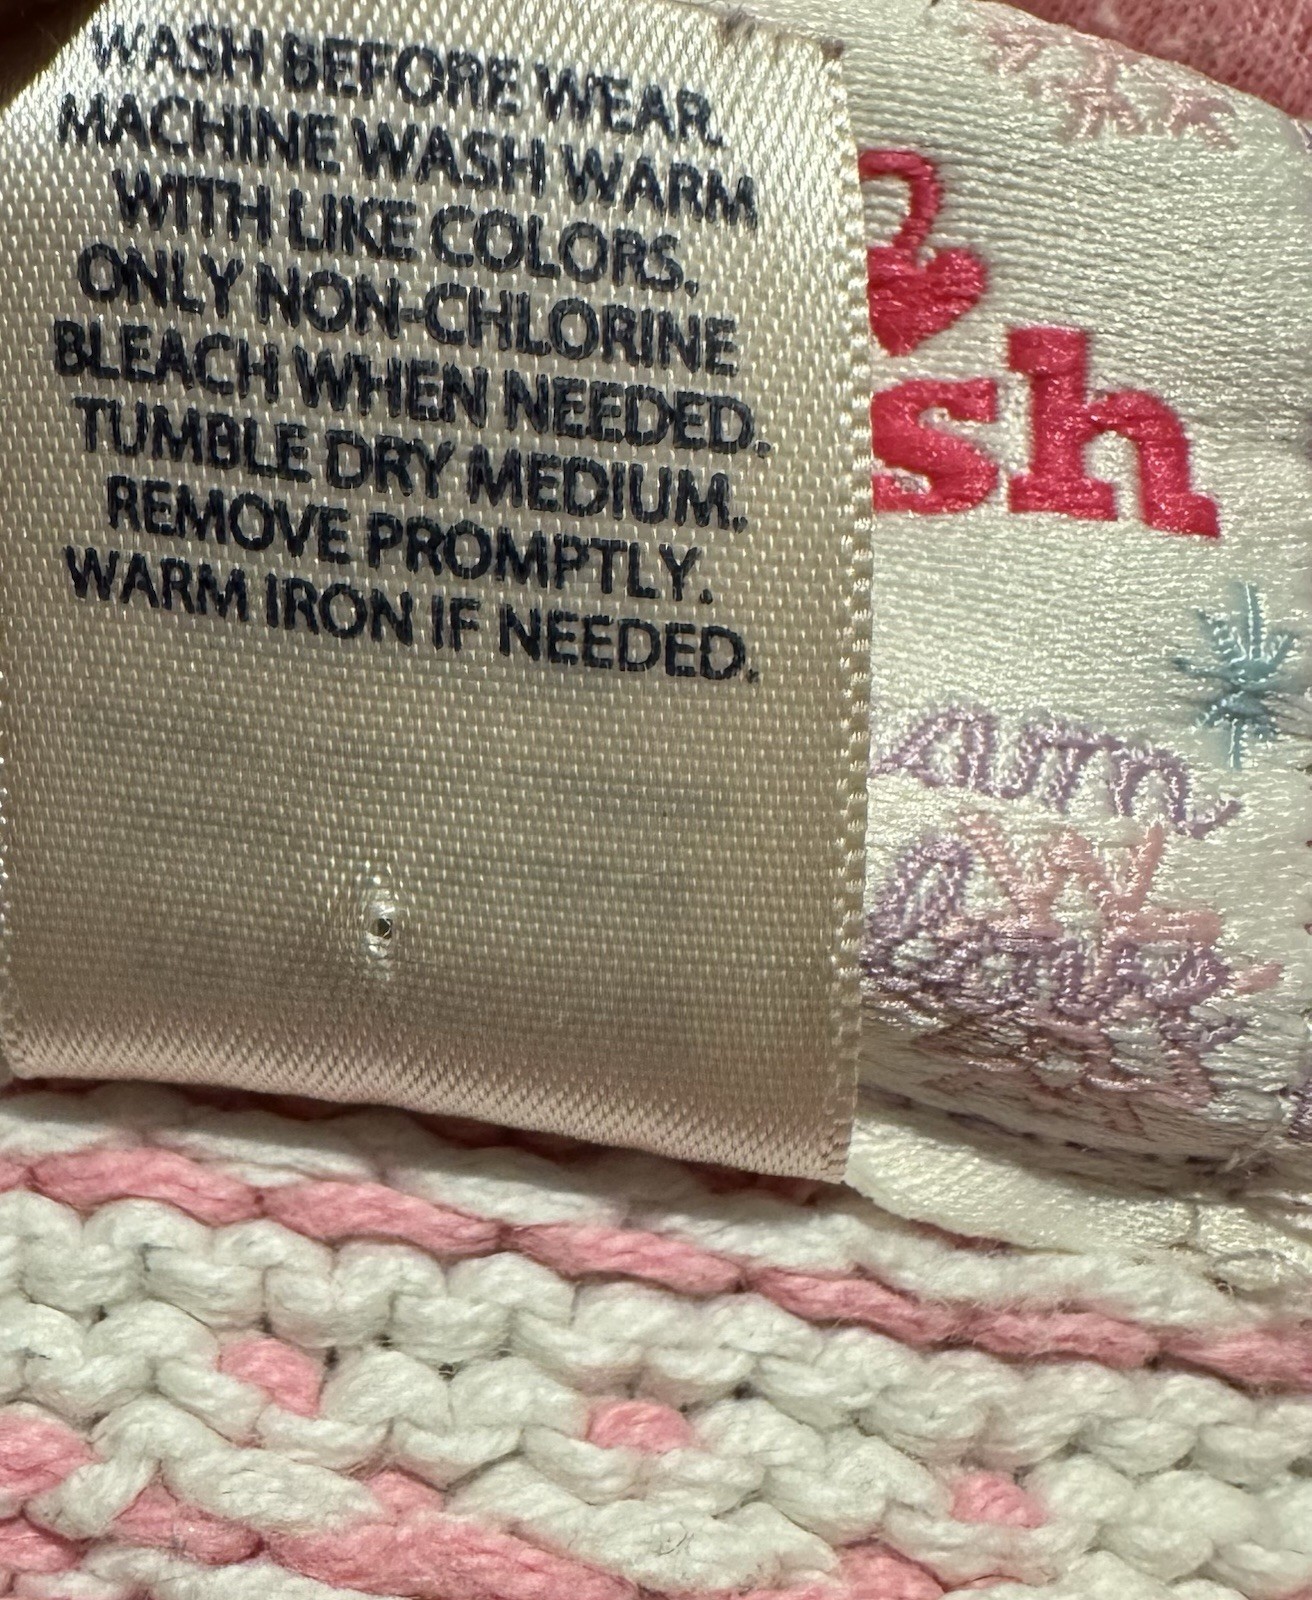 WASH BEFORE WEAR.
MACHINE WASH WARM
WITH LIKE COLORS.
ONLY NON-CHLORINE
BLEACH WHEN NEEDED.
TUMBLE DRY MEDIUM.
REMOVE PROMPTLY.
WARM IRON IF NEEDED.
sh